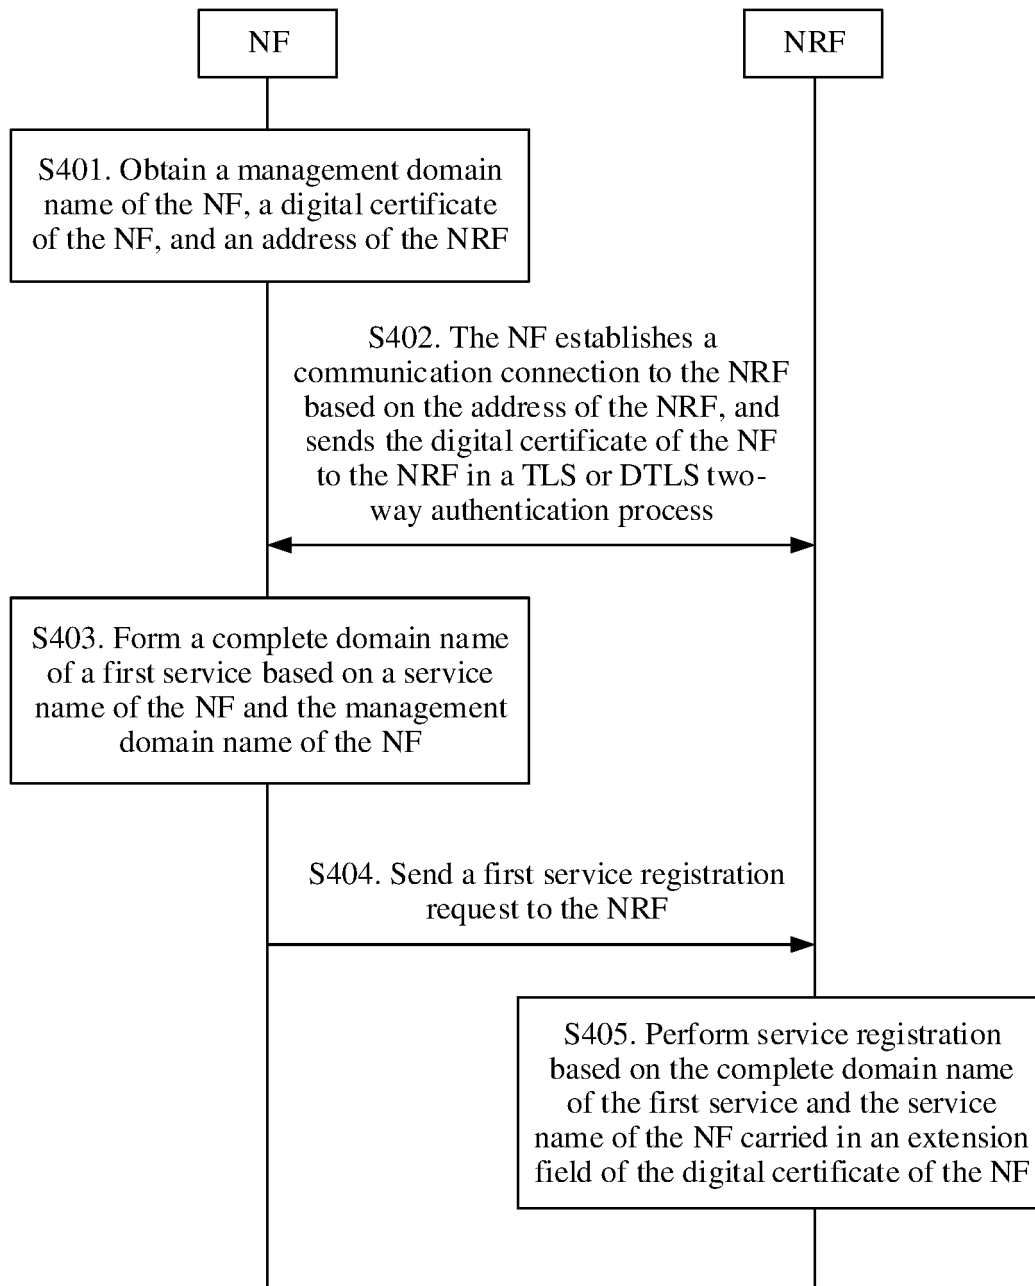 NF
NRF
S401. Obtain a management domain
name of the NF, a digital certificate
of the NF, and an address of the NRF
S402. The NF establishes a
communication connection to the NRF
based on the address of the NRF, and
sends the digital certificate of the NF
to the NRF in a TLS or DTLS two-
way authentication process
S403. Form a complete domain name
of a first service based on a service
name of the NF and the management
domain name of the NF
S404. Send a first service registration
request to the NRF
S405. Perform service registration
based on the complete domain name
of the first service and the service
name of the NF carried in an extension
field of the digital certificate of the NF